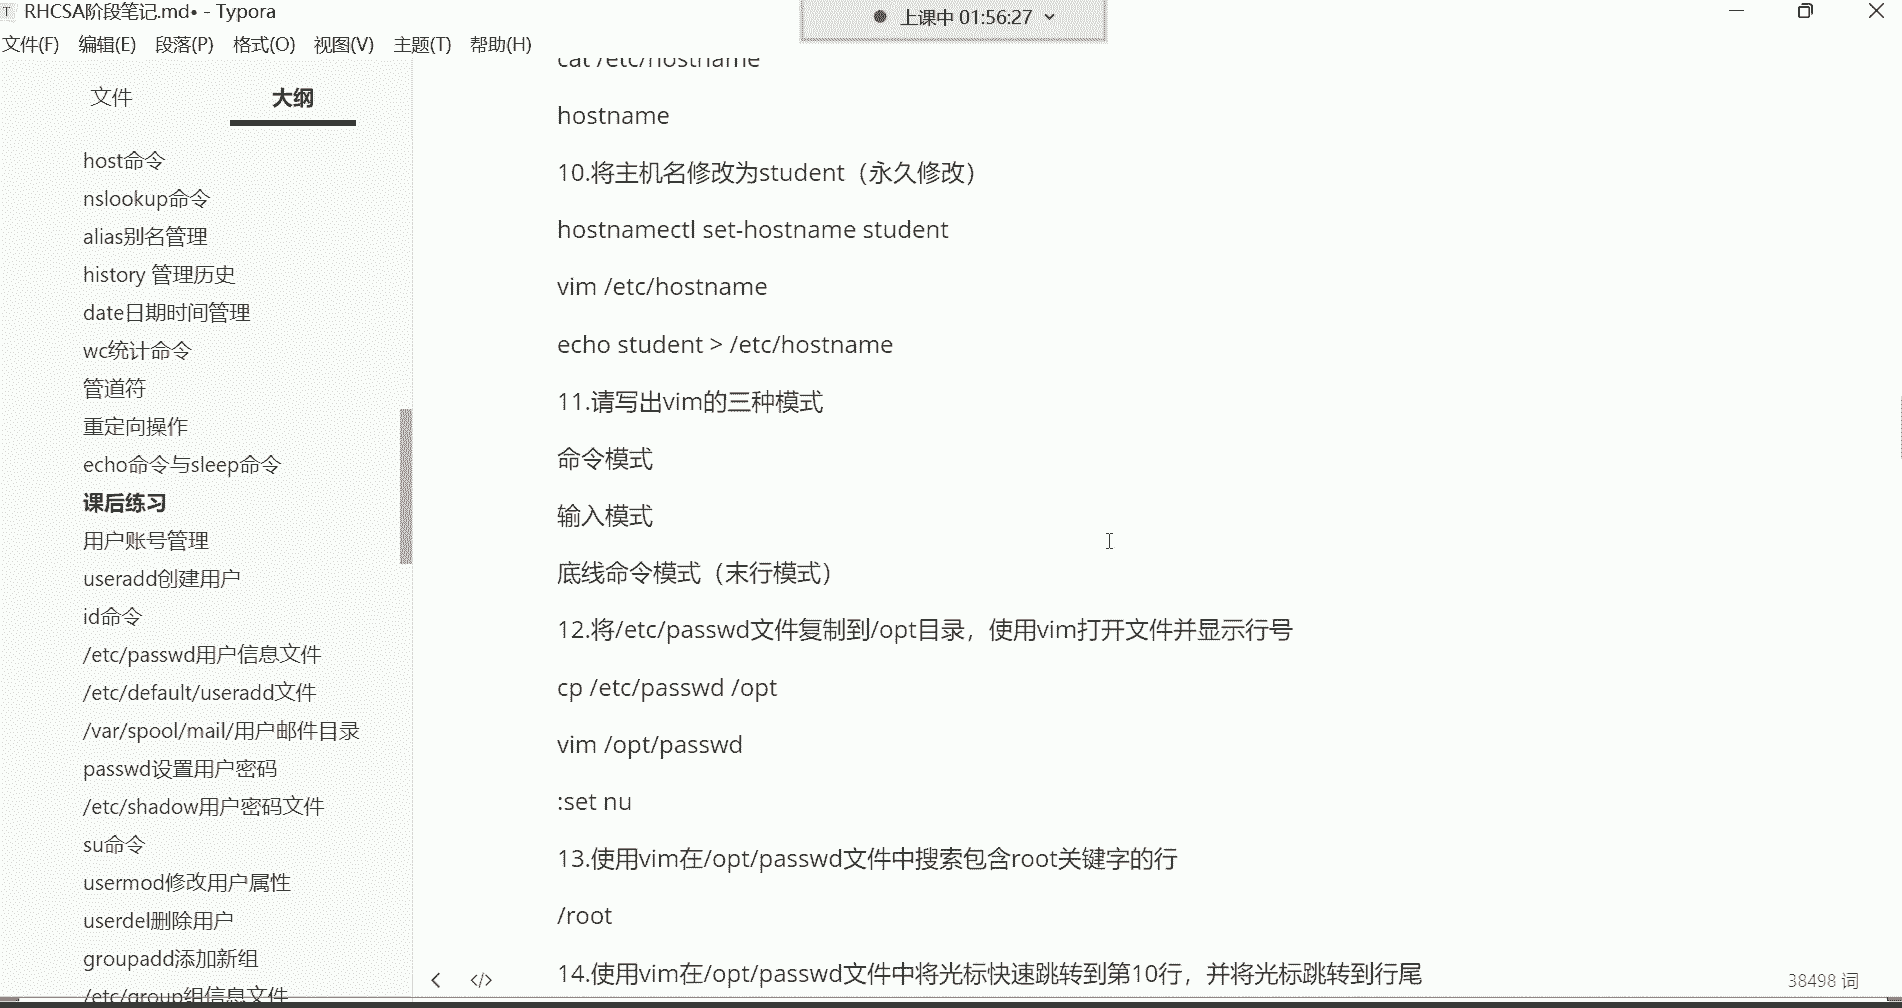 RHCSA阶段笔记.md• - Typora
上课中 01:56:27
文件(F) 编辑(E) 段落(P) 格式(O) 视图(V) 主题(T) 帮助(H)
文件 大纲
host命令
nslookup命令
alias别名管理
history 管理历史
date日期时间管理
wc统计命令
管道符
重定向操作
echo命令与sleep命令
课后练习
用户账号管理
useradd创建用户
id命令
/etc/passwd用户信息文件
/etc/default/useradd文件
/var/spool/mail/用户邮件目录
passwd设置用户密码
/etc/shadow用户密码文件
su命令
usermod修改用户属性
userdel删除用户
groupadd添加新组
/etc/group组信息文件
cat /etc/hostname
hostname
10.将主机名修改为student（永久修改）
hostnamectl set-hostname student
vim /etc/hostname
echo student > /etc/hostname
11.请写出vim的三种模式
命令模式
输入模式
底线命令模式（末行模式）
12.将/etc/passwd文件复制到/opt目录，使用vim打开文件并显示行号
cp /etc/passwd /opt
vim /opt/passwd
:set nu
13.使用vim在/opt/passwd文件中搜索包含root关键字的行
/root
14.使用vim在/opt/passwd文件中将光标快速跳转到第10行，并将光标跳转到行尾
38498 词